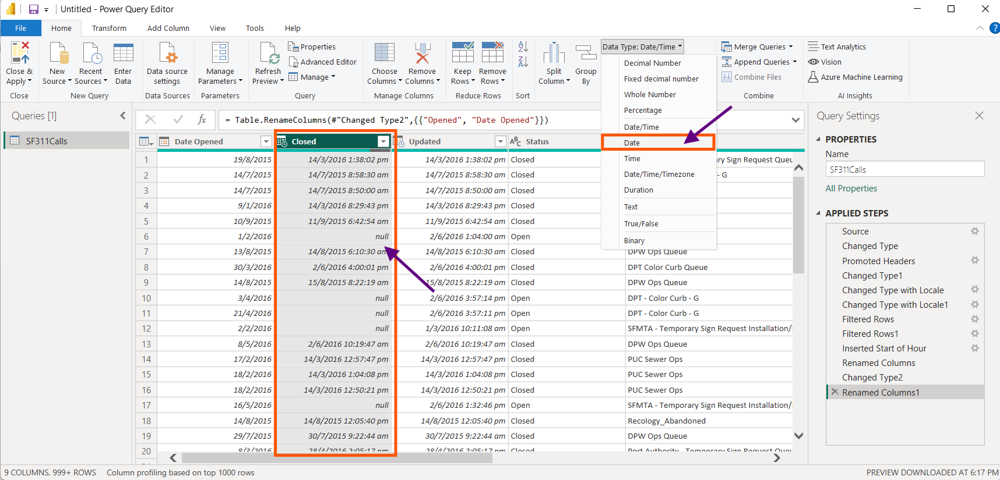 Untitled - Power Query Editor
File
Home
Transform
Add Column
View
Tools
Help
?
Close &
Apply
Close
New
Source
Recent
Sources
Enter
Data
New Query
Data source
settings
Data Sources
Manage
Parameters
Parameters
Refresh
Preview
Properties
Advanced Editor
Manage
Query
Choose
Columns
Remove
Columns
Manage Columns
Keep
Rows
Remove
Rows
Reduce Rows
Sort
Split
Column
Group
By
Data Type: Date/Time
Decimal Number
Fixed decimal number
Whole Number
Percentage
Date/Time
Date
Time
Date/Time/Timezone
Duration
Text
True/False
Binary
Merge Queries
Append Queries
Combine Files
Combine
Text Analytics
Vision
Azure Machine Learning
AI Insights
Queries [1]
SF311Calls
fx
= Table.RenameColumns(#"Changed Type2",{{"Opened", "Date Opened"}})
Date Opened Closed Updated ABC Status
1 19/8/2015 14/3/2016 1:38:02 pm 14/3/2016 1:38:02 pm Closed ry Sign Request Queu
2 14/7/2015 14/7/2015 8:58:30 am 14/7/2015 8:58:30 am Closed - G
3 14/7/2015 14/7/2015 8:50:00 am 14/7/2015 8:50:00 am Closed
4 9/1/2016 14/3/2016 8:29:43 pm 14/3/2016 8:29:43 pm Closed
5 10/9/2015 11/9/2015 6:42:54 am 11/9/2015 6:42:54 am Closed
6 1/2/2016 null 2/6/2016 1:04:00 am Open
7 13/8/2015 14/8/2015 6:10:30 am 14/8/2015 6:10:30 am Closed DPW Ops Queue
8 30/3/2016 2/6/2016 4:00:01 pm 2/6/2016 4:00:01 pm Closed DPT Color Curb Queue
9 14/8/2015 15/8/2015 8:22:19 am 15/8/2015 8:22:19 am Closed DPW Ops Queue
10 3/4/2016 null 2/6/2016 3:57:14 pm Open DPT - Color Curb - G
11 21/4/2016 null 2/6/2016 3:57:11 pm Open DPT - Color Curb - G
12 2/2/2016 null 1/3/2016 10:11:08 am Open SFMTA - Temporary Sign Request Installation/
13 8/5/2016 2/6/2016 10:19:47 am 2/6/2016 10:19:47 am Closed DPW Ops Queue
14 17/2/2016 14/3/2016 12:57:47 pm 14/3/2016 12:57:47 pm Closed PUC Sewer Ops
15 18/2/2016 14/3/2016 1:04:08 pm 14/3/2016 1:04:08 pm Closed PUC Sewer Ops
16 18/2/2016 14/3/2016 12:50:21 pm 14/3/2016 12:50:21 pm Closed PUC Sewer Ops
17 16/5/2016 null 2/6/2016 1:32:46 pm Open SFMTA - Temporary Sign Request Installation/
18 14/8/2015 14/8/2015 12:05:40 pm 14/8/2015 12:05:40 pm Closed Recology_Abandoned
19 29/7/2015 30/7/2015 9:22:44 am 30/7/2015 9:22:44 am Closed DPW Ops Queue
20 8/3/2016 28/4/2016 2:05:17 pm 28/4/2016 2:05:17 pm Closed Port Authority - Temporary Sign Request Queu
Query Settings
PROPERTIES
Name
SF311Calls
All Properties
APPLIED STEPS
Source
Changed Type
Promoted Headers
Changed Type1
Changed Type with Locale
Changed Type with Locale1
Filtered Rows
Filtered Rows1
Inserted Start of Hour
Renamed Columns
Changed Type2
Renamed Columns1
9 COLUMNS, 999+ ROWS
Column profiling based on top 1000 rows
PREVIEW DOWNLOADED AT 6:17 PM